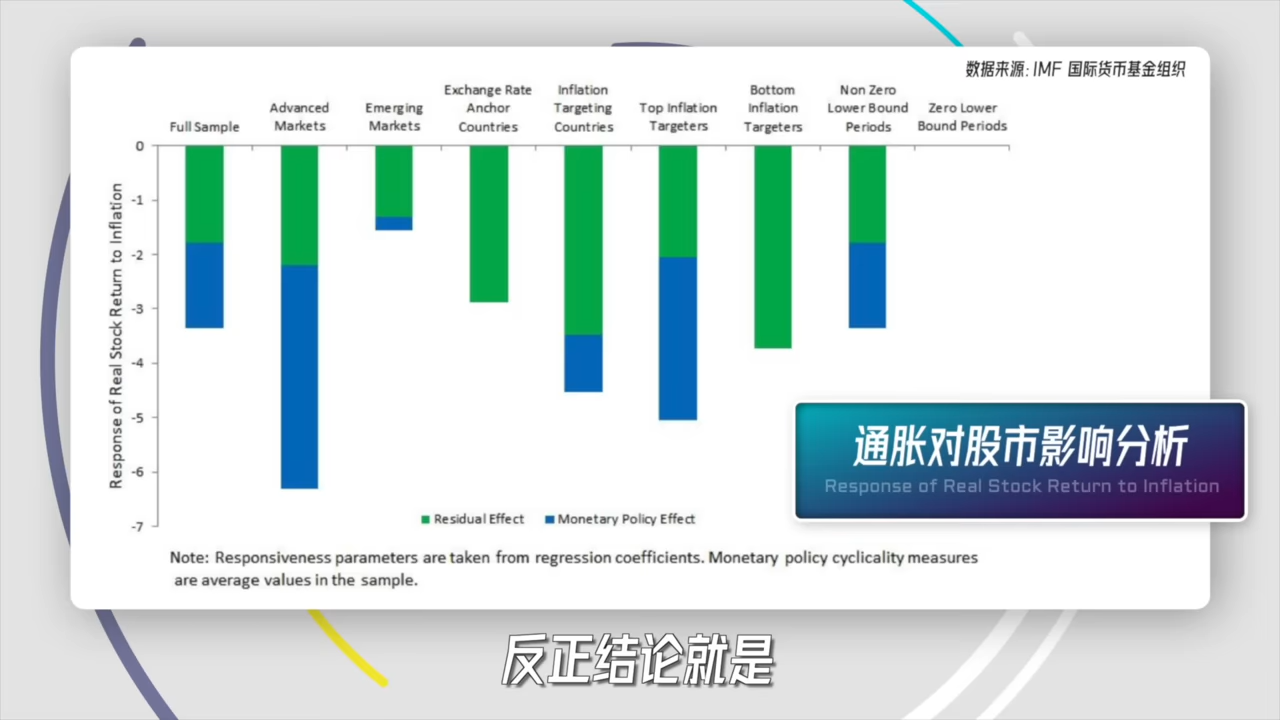 数据来源: IMF 国际货币基金组织
Full Sample
Advanced
Markets
Emerging
Markets
Exchange Rate
Anchor
Countries
Inflation
Targeting
Countries
Top Inflation
Targeters
Bottom
Inflation
Targeters
Non Zero
Lower Bound
Periods
Zero Lower
Bound Periods
Response of Real Stock Return to Inflation
0
-1
-2
-3
-4
-5
-6
-7
Residual Effect
Monetary Policy Effect
通胀对股市影响分析
Response of Real Stock Return to Inflation
Note: Responsiveness parameters are taken from regression coefficients. Monetary policy cyclicality measures
are average values in the sample.
反正结论就是